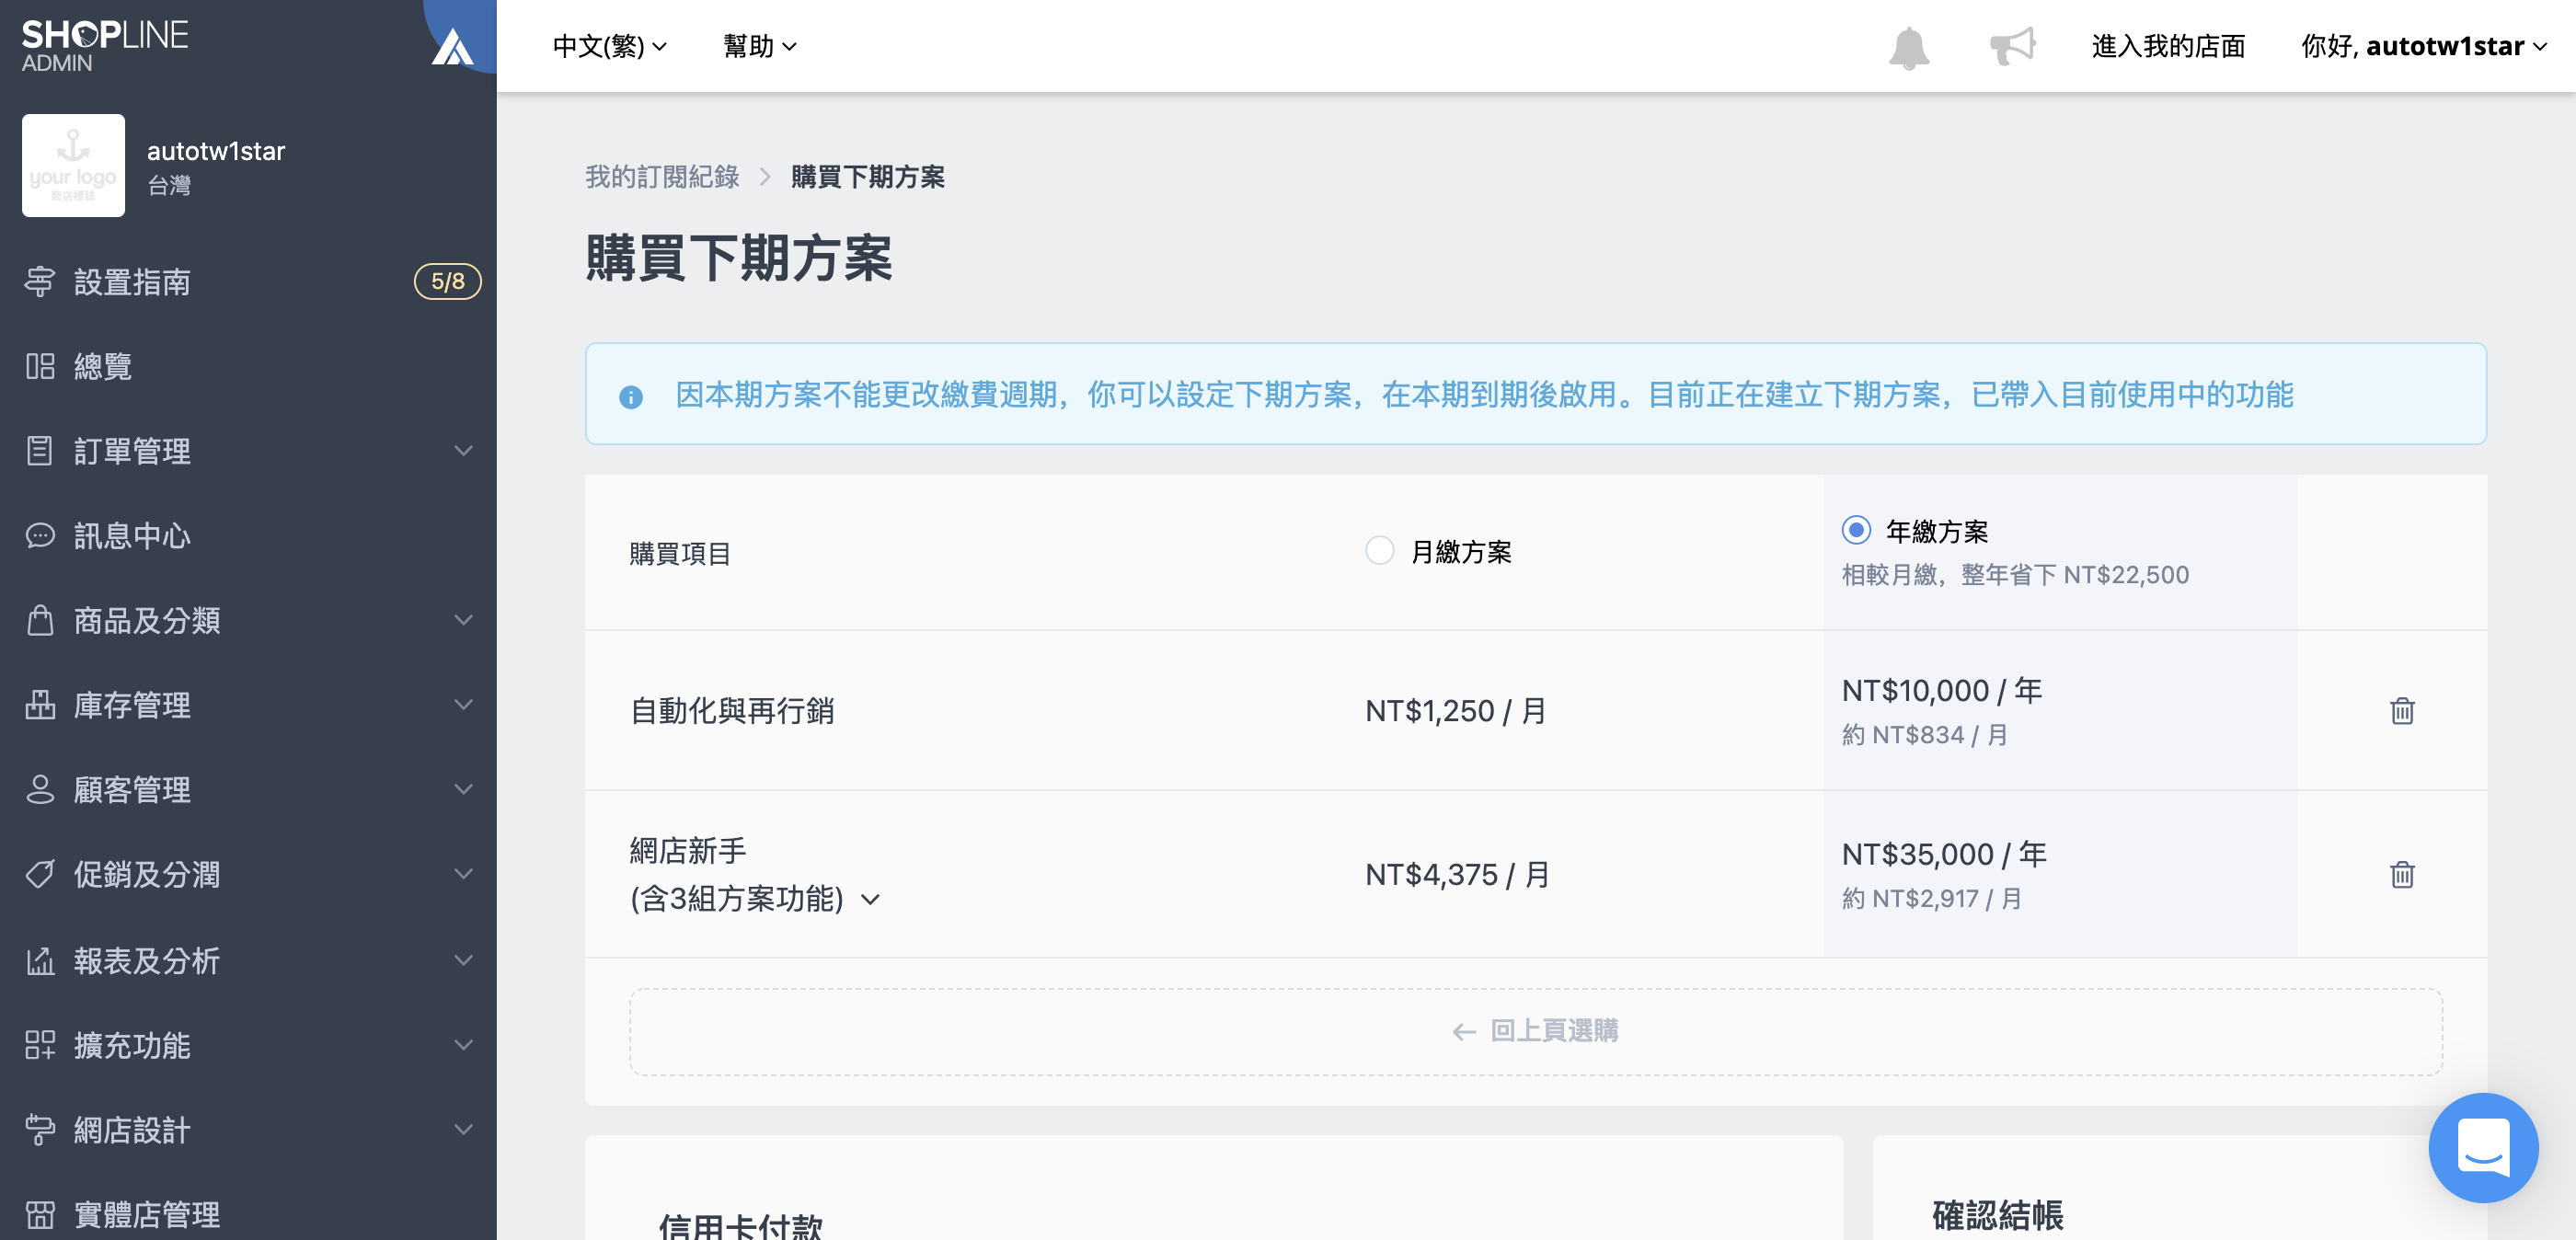 SHOPLINE
ADMIN
中文(繁)
幫助
進入我的店面
你好, autotw1star
your logo
商店標誌
autotw1star
台灣
設置指南
5/8
總覽
訂單管理
訊息中心
商品及分類
庫存管理
顧客管理
促銷及分潤
報表及分析
擴充功能
網店設計
實體店管理
我的訂閱紀錄
購買下期方案
購買下期方案
因本期方案不能更改繳費週期，你可以設定下期方案，在本期到期後啟用。目前正在建立下期方案，已帶入目前使用中的功能
購買項目
月繳方案
年繳方案
相較月繳，整年省下 NT$22,500
自動化與再行銷
NT$1,250 / 月
NT$10,000 / 年
約 NT$834 / 月
網店新手
(含3組方案功能)
NT$4,375 / 月
NT$35,000 / 年
約 NT$2,917 / 月
回上頁選購
信用卡付款
確認結帳